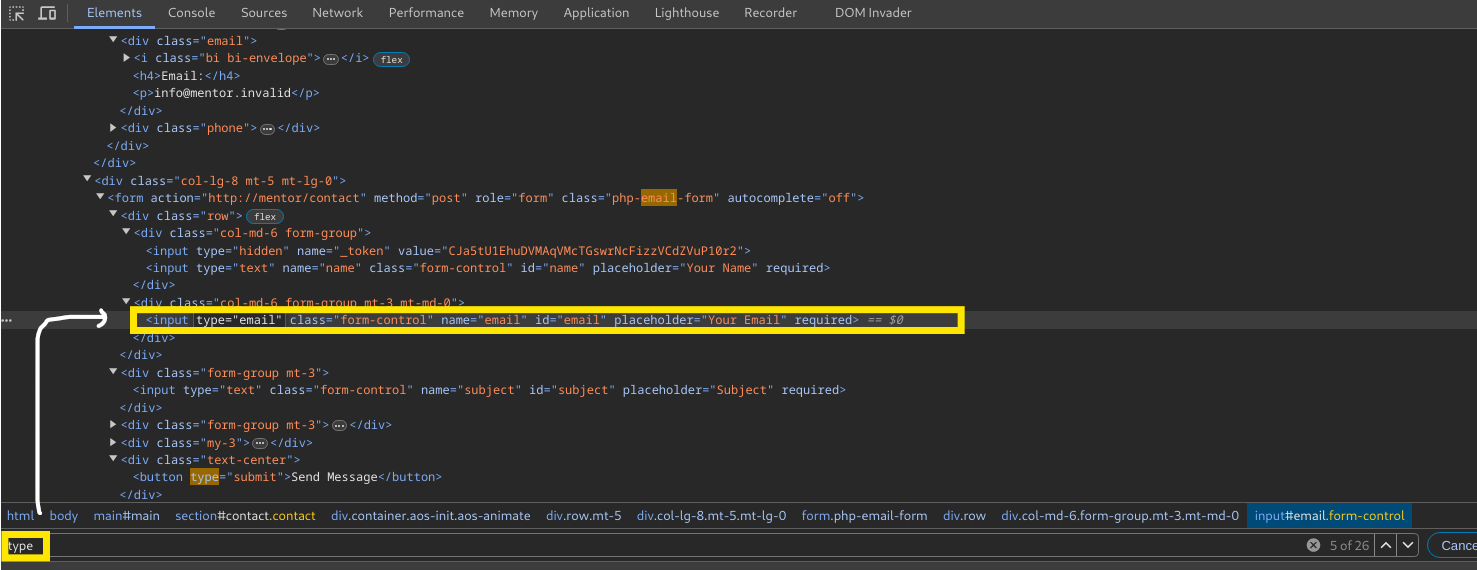 Elements Console Sources Network Performance Memory Application Lighthouse Recorder DOM Invader
<div class="email">
<i class="bi bi-envelope"> … </i> flex
<h4>Email:</h4>
<p>info@mentor.invalid</p>
</div>
<div class="phone"> … </div>
</div>
</div>
<div class="col-lg-8 mt-5 mt-lg-0">
<form action="http://mentor/contact" method="post" role="form" class="php-email-form" autocomplete="off">
<div class="row"> flex
<div class="col-md-6 form-group">
<input type="hidden" name="_token" value="CJa5tU1EhuDVMAqVMcTGswrNcFizzVCdZVuP10r2">
<input type="text" name="name" class="form-control" id="name" placeholder="Your Name" required>
</div>
<div class="col-md-6 form-group mt-3 mt-md-0">
… <input type="email" class="form-control" name="email" id="email" placeholder="Your Email" required> == $0
</div>
</div>
<div class="form-group mt-3">
<input type="text" class="form-control" name="subject" id="subject" placeholder="Subject" required>
</div>
<div class="form-group mt-3"> … </div>
<div class="my-3"> … </div>
<div class="text-center">
<button type="submit">Send Message</button>
</div>
html body main#main section#contact.contact div.container.aos-init.aos-animate div.row.mt-5 div.col-lg-8.mt-5.mt-lg-0 form.php-email-form div.row div.col-md-6.form-group.mt-3.mt-md-0 input#email.form-control
type 5 of 26 Cance